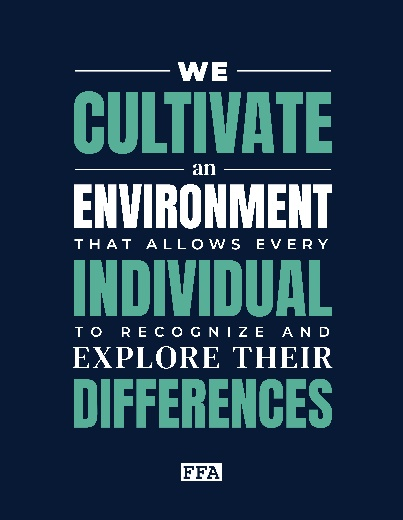 WE
CULTIVATE
an
ENVIRONMENT
THAT ALLOWS EVERY
INDIVIDUAL
TO RECOGNIZE AND
EXPLORE THEIR
DIFFERENCES
FFA